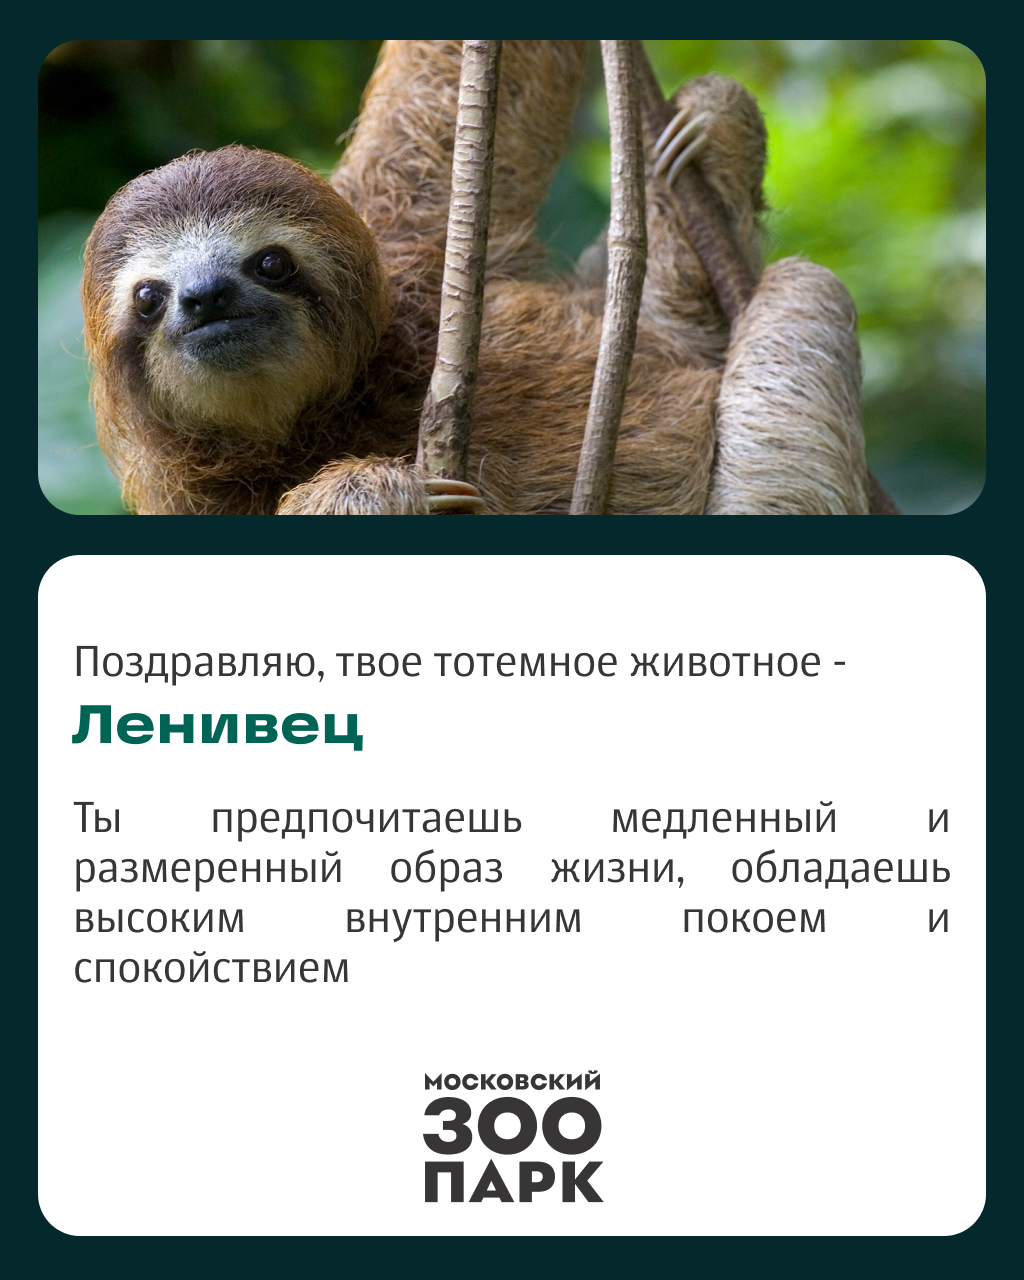 Поздравляю, твое тотемное животное -
Ленивец
Ты предпочитаешь медленный и
размеренный образ жизни, обладаешь
высоким внутренним покоем и
спокойствием
МОСКОВСКИЙ
ЗОО
ПАРК